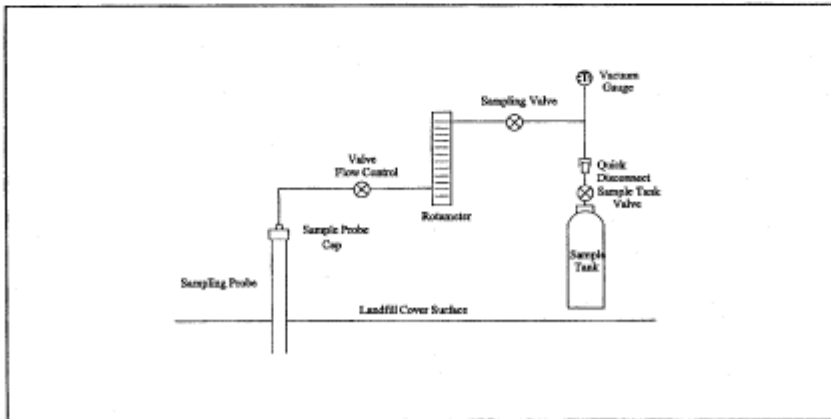 Vacuum
Gauge
Sampling Valve
Valve
Flow Control
Quick
Disconnect
Sample Tank
Valve
Rotameter
Sample Probe
Cap
Sample
Tank
Sampling Probe
Landfill Cover Surface